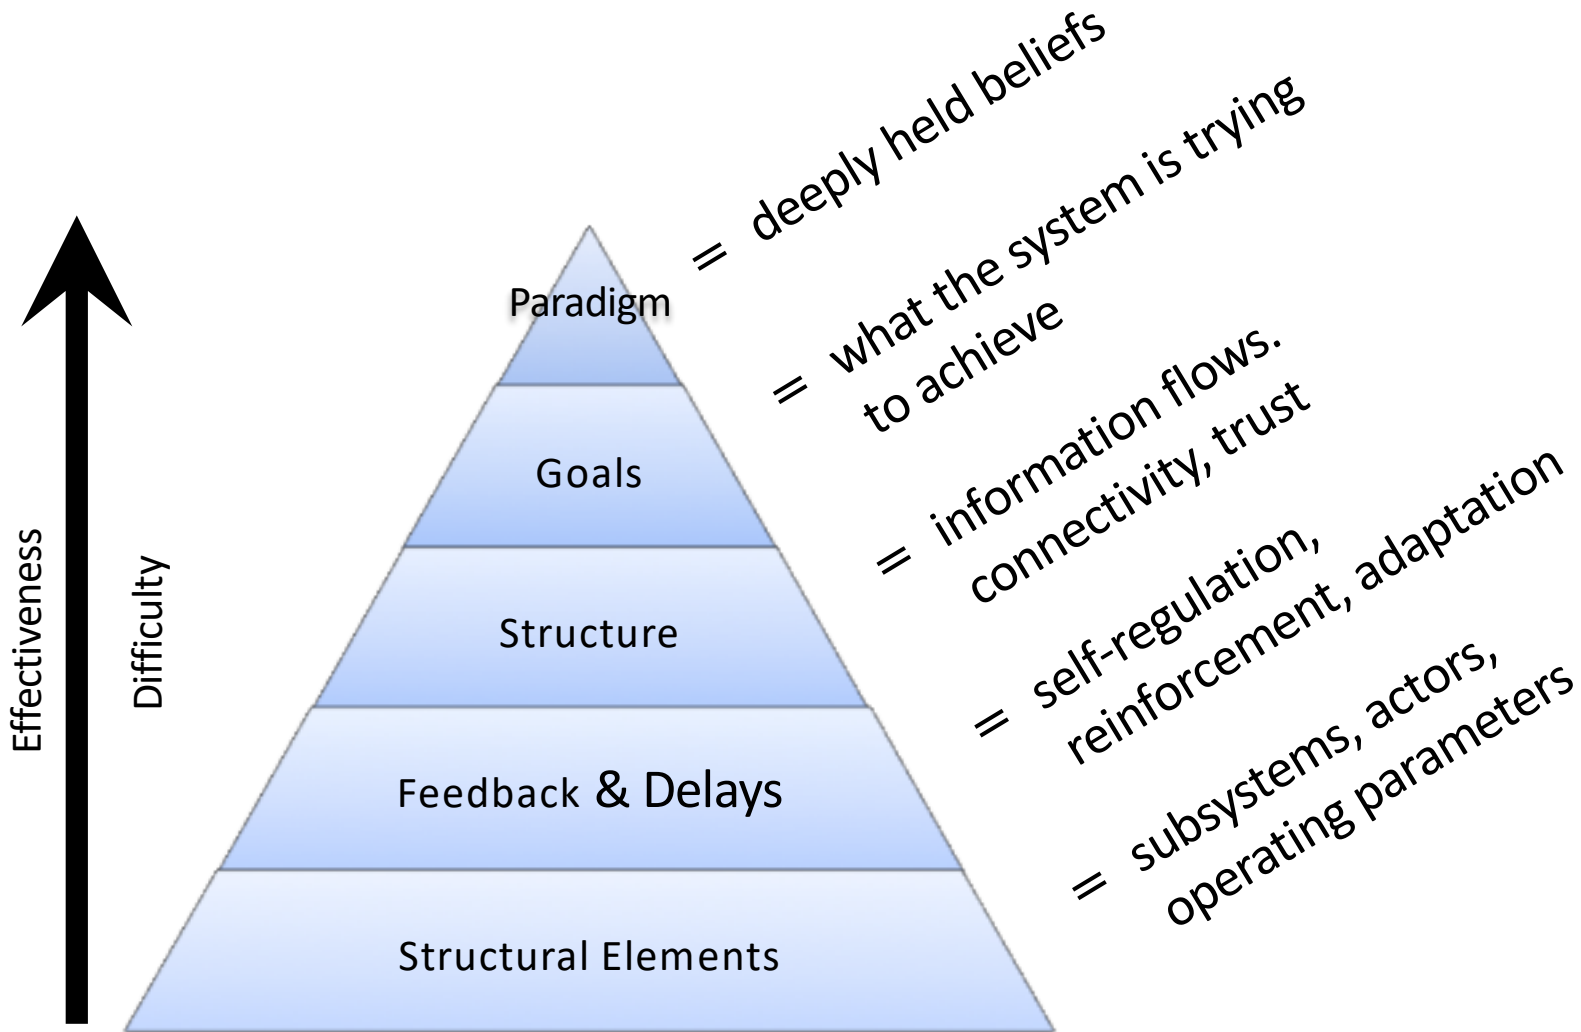 = deeply held beliefs
Paradigm
= what the system is trying
to achieve
Goals
= information flows.
connectivity, trust
Structure
= self-regulation,
reinforcement, adaptation
Feedback & Delays
= subsystems, actors,
operating parameters
Structural Elements
Effectiveness
Difficulty